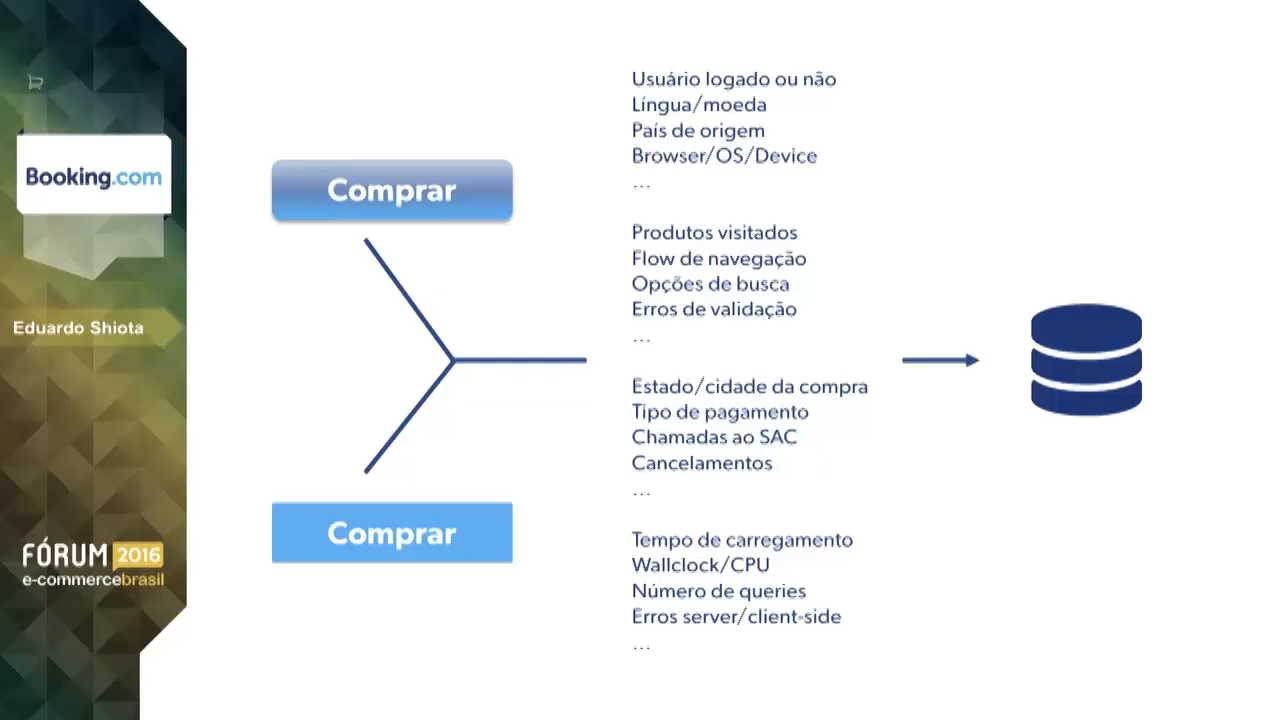 Booking.com
Eduardo Shiota
FÓRUM 2016
e-commercebrasil
Comprar
Comprar
Usuário logado ou não
Língua/moeda
País de origem
Browser/OS/Device
...
Produtos visitados
Flow de navegação
Opções de busca
Erros de validação
...
Estado/cidade da compra
Tipo de pagamento
Chamadas ao SAC
Cancelamentos
...
Tempo de carregamento
Wallclock/CPU
Número de queries
Erros server/client-side
...